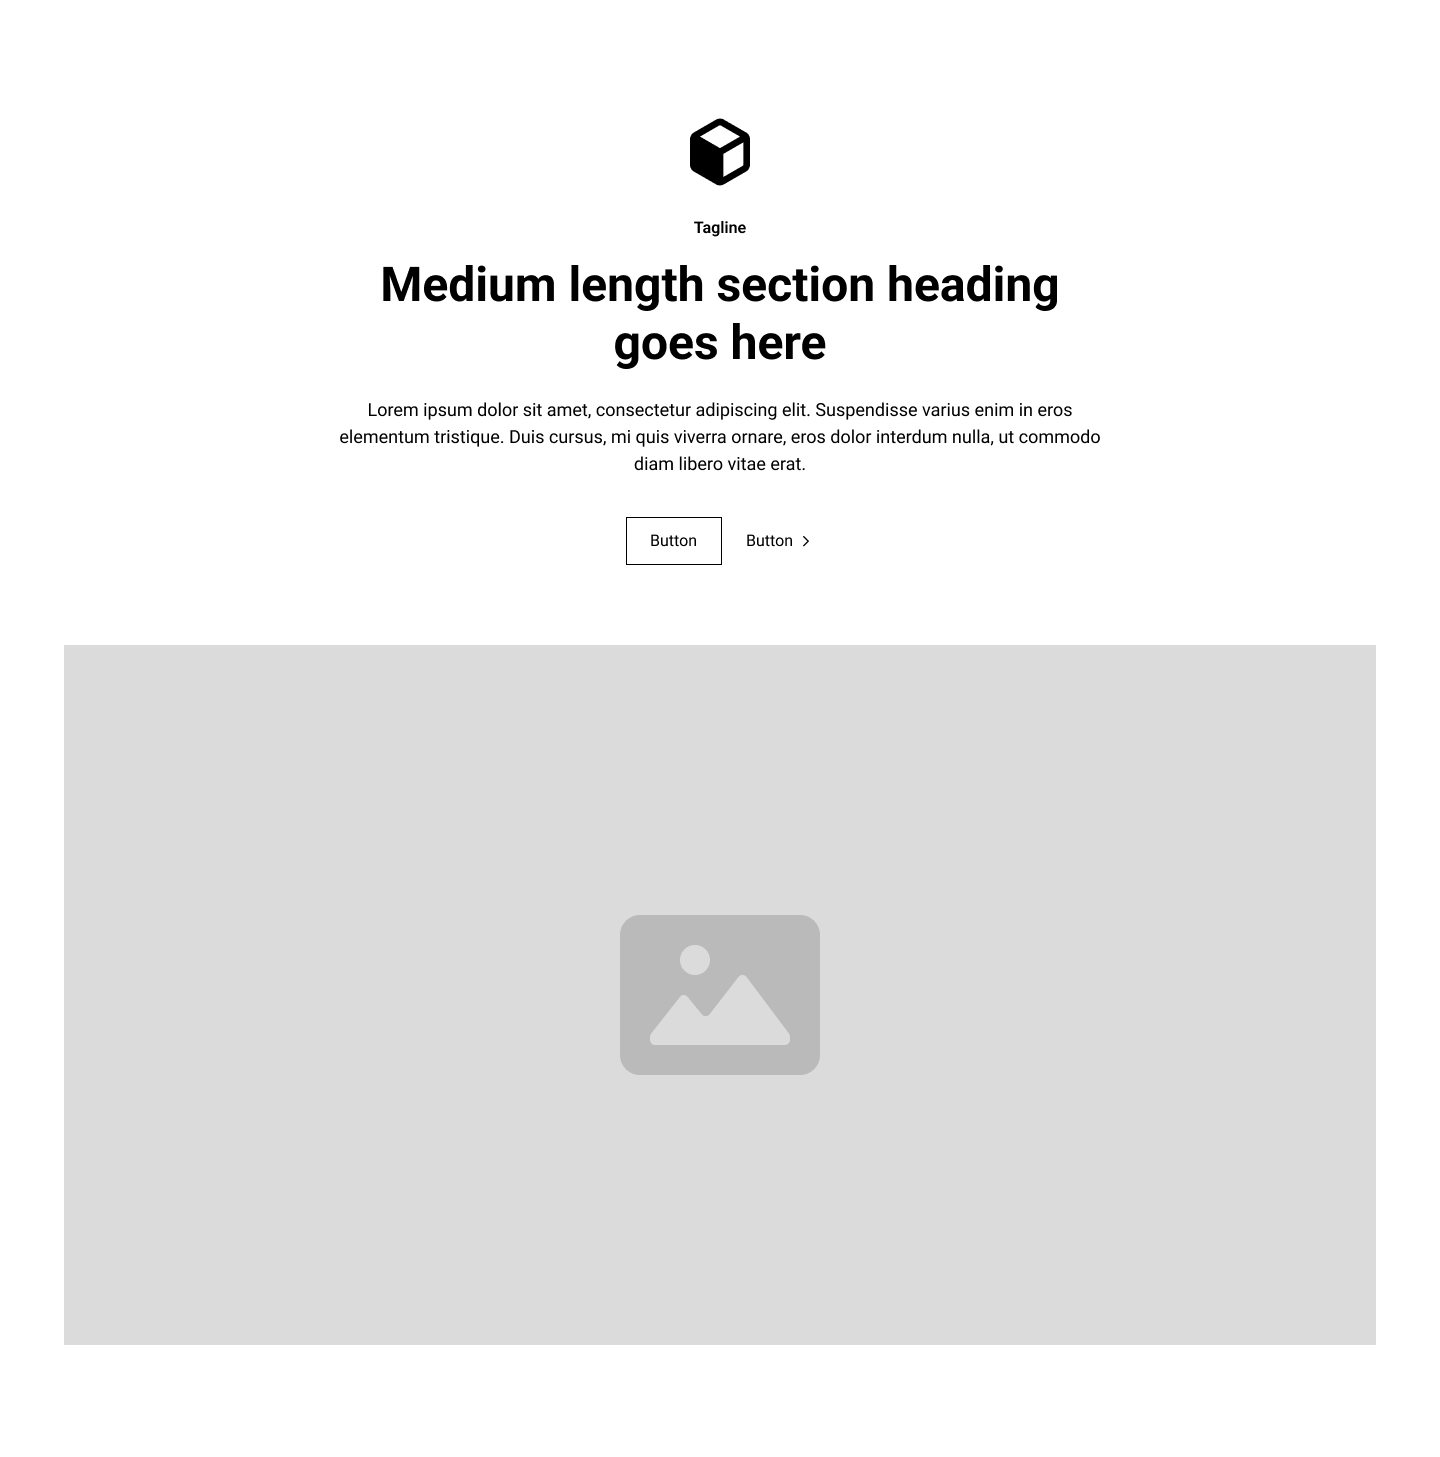 Tagline
Medium length section heading
goes here
Lorem ipsum dolor sit amet, consectetur adipiscing elit. Suspendisse varius enim in eros
elementum tristique. Duis cursus, mi quis viverra ornare, eros dolor interdum nulla, ut commodo
diam libero vitae erat.
Button Button